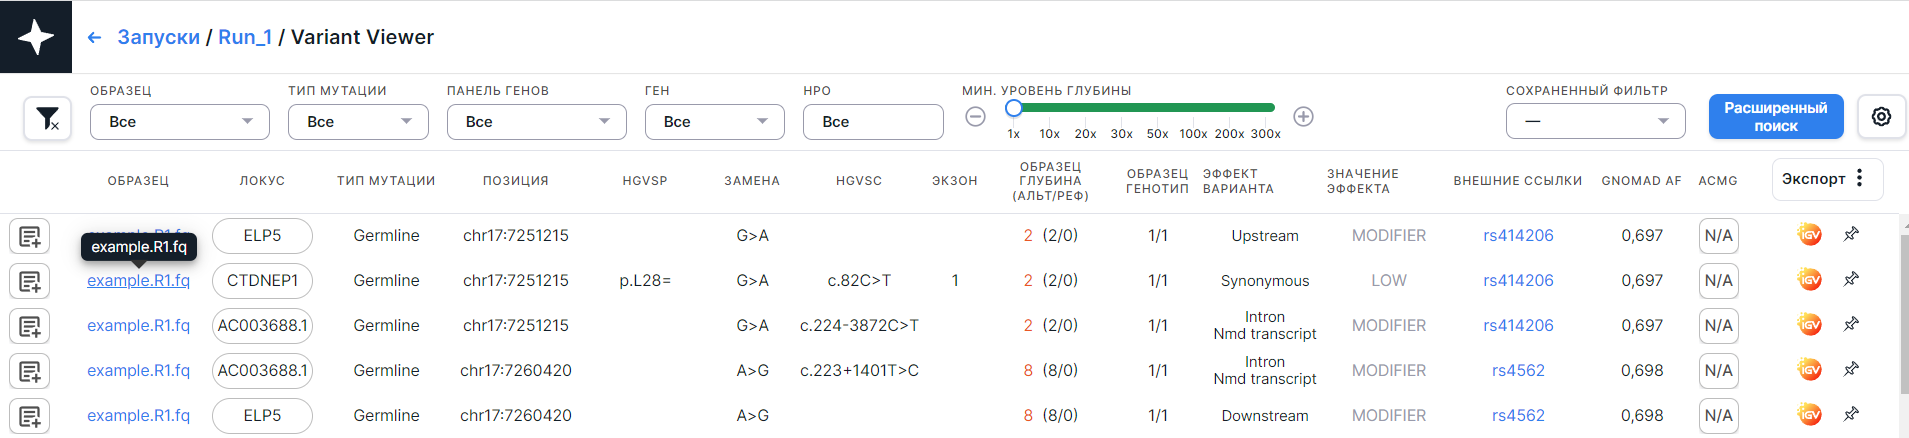 ← Запуски / Run_1 / Variant Viewer
ОБРАЗЕЦ ТИП МУТАЦИИ ПАНЕЛЬ ГЕНОВ ГЕН HPO МИН. УРОВЕНЬ ГЛУБИНЫ СОХРАНЕННЫЙ ФИЛЬТР
Все Все Все Все Все — Расширенный
поиск
1x 10x 20x 30x 50x 100x 200x 300x
ОБРАЗЕЦ ЛОКУС ТИП МУТАЦИИ ПОЗИЦИЯ HGVSP ЗАМЕНА HGVSC ЭКЗОН ОБРАЗЕЦ ГЛУБИНА (АЛЬТ/РЕФ) ОБРАЗЕЦ ГЕНОТИП ЭФФЕКТ ВАРИАНТА ЗНАЧЕНИЕ ЭФФЕКТА ВНЕШНИЕ ССЫЛКИ GNOMAD AF ACMG Экспорт
ELP5 Germline chr17:7251215 G>A 2 (2/0) 1/1 Upstream MODIFIER rs414206 0,697 N/A IGV
example.R1.fq
example.R1.fq CTDNEP1 Germline chr17:7251215 p.L28= G>A c.82C>T 1 2 (2/0) 1/1 Synonymous LOW rs414206 0,697 N/A IGV
example.R1.fq AC003688.1 Germline chr17:7251215 G>A c.224-3872C>T 2 (2/0) 1/1 Intron Nmd transcript MODIFIER rs414206 0,697 N/A IGV
example.R1.fq AC003688.1 Germline chr17:7260420 A>G c.223+1401T>C 8 (8/0) 1/1 Intron Nmd transcript MODIFIER rs4562 0,698 N/A IGV
example.R1.fq ELP5 Germline chr17:7260420 A>G 8 (8/0) 1/1 Downstream MODIFIER rs4562 0,698 N/A IGV